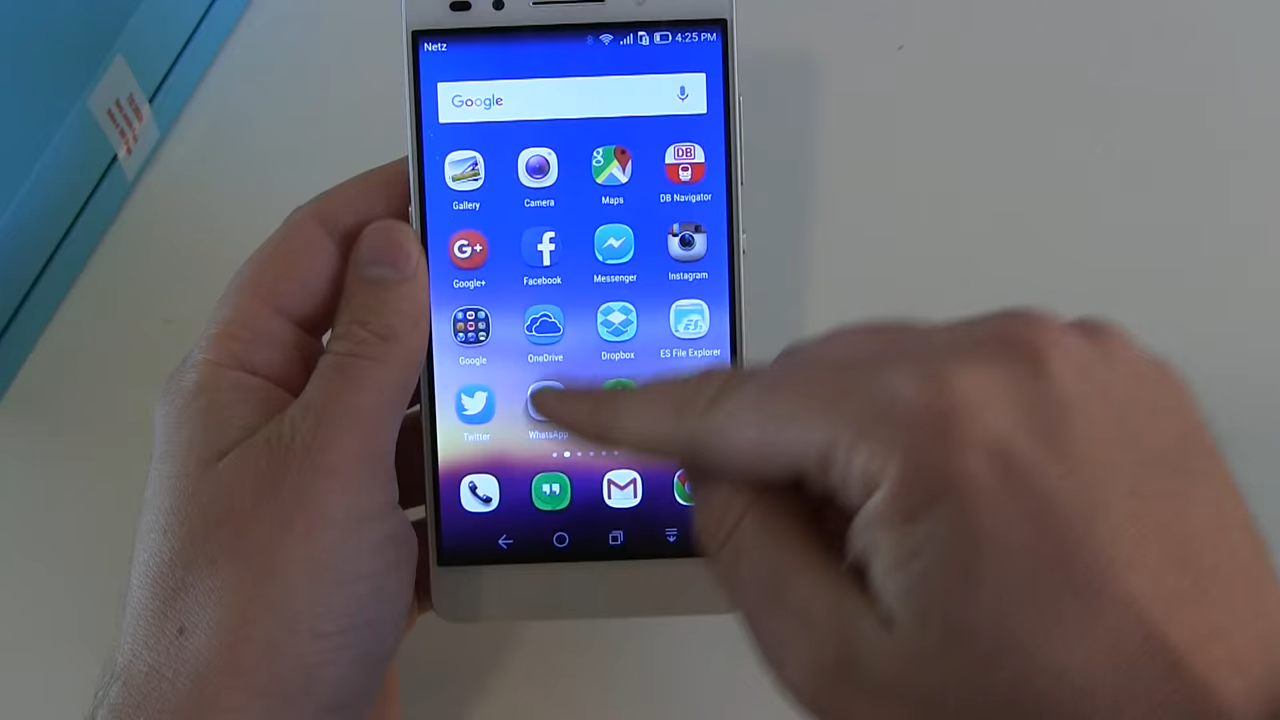 Netz 4:25 PM
Google
Gallery Camera Maps DB Navigator
DB
G+
Google+ Facebook Messenger Instagram
ES
Google OneDrive Dropbox ES File Explorer
Twitter WhatsApp